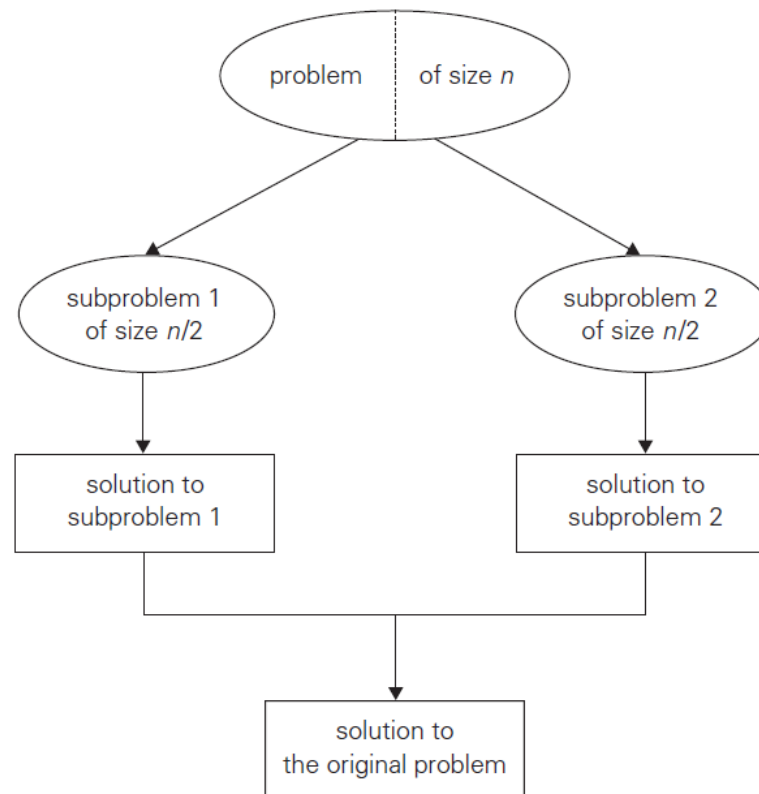 problem of size n
subproblem 1
of size n/2
subproblem 2
of size n/2
solution to
subproblem 1
solution to
subproblem 2
solution to
the original problem